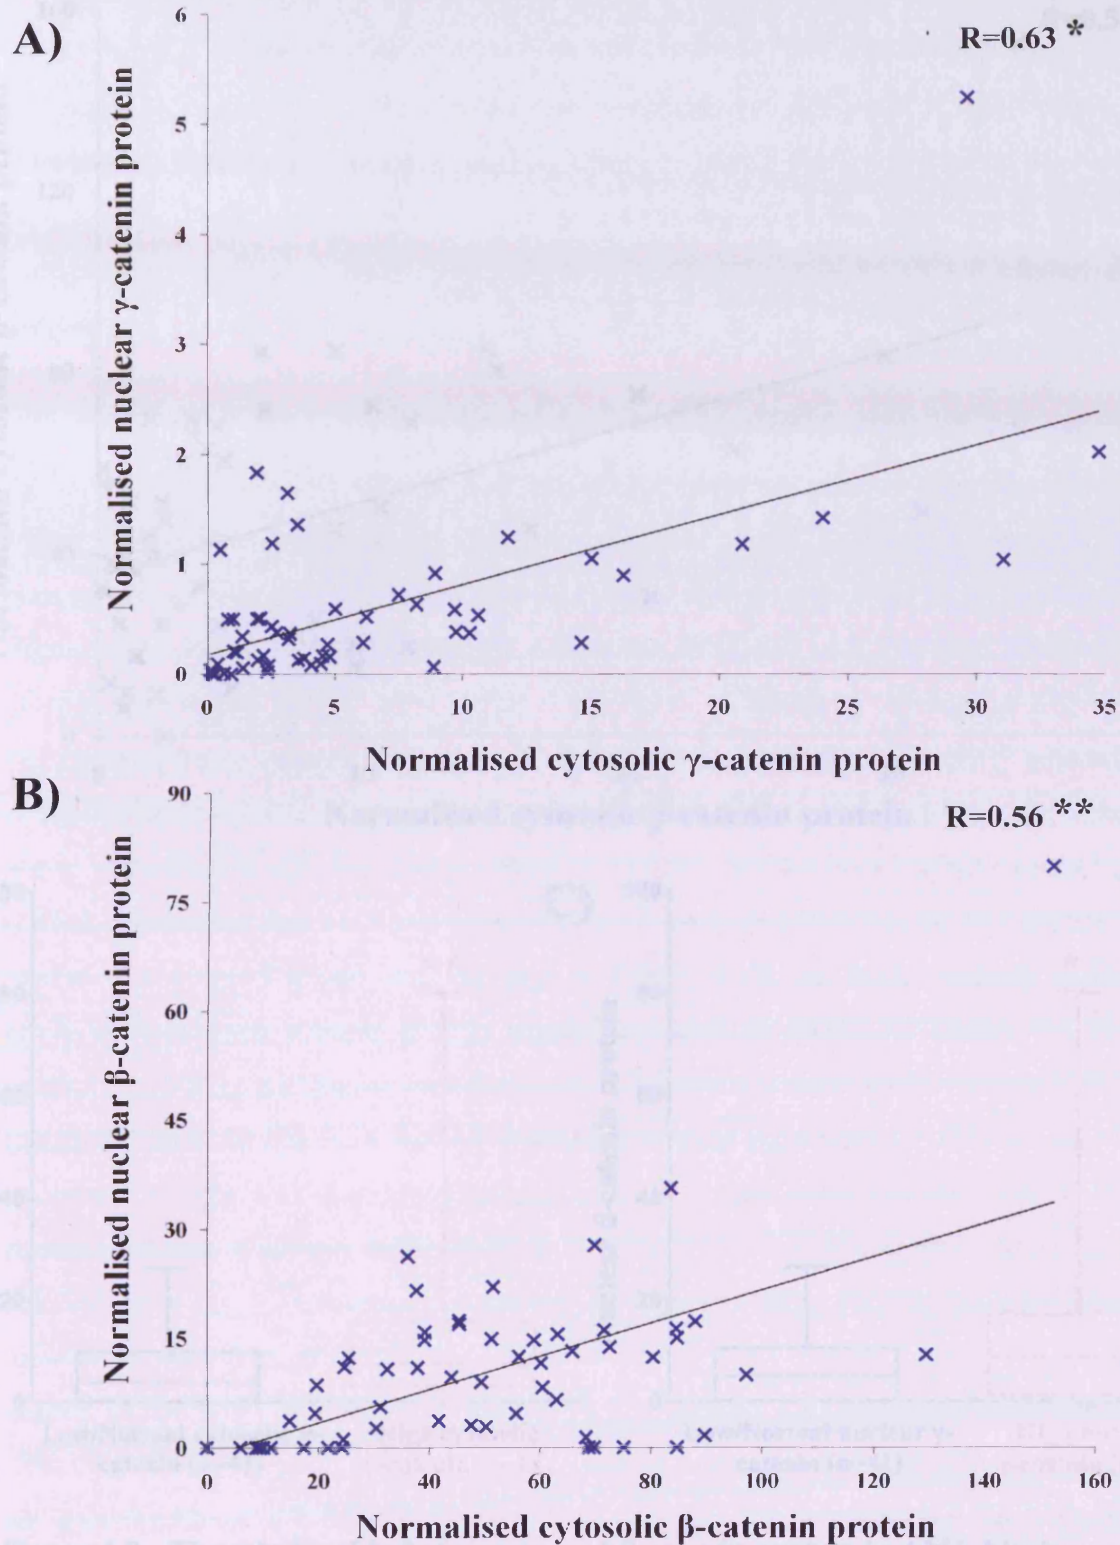 A)
R=0.63 *
Normalised nuclear γ-catenin protein
6
5
4
3
2
1
0
0 5 10 15 20 25 30 35
Normalised cytosolic γ-catenin protein
B)
R=0.56 **
Normalised nuclear β-catenin protein
90
75
60
45
30
15
0
0 20 40 60 80 100 120 140 160
Normalised cytosolic β-catenin protein